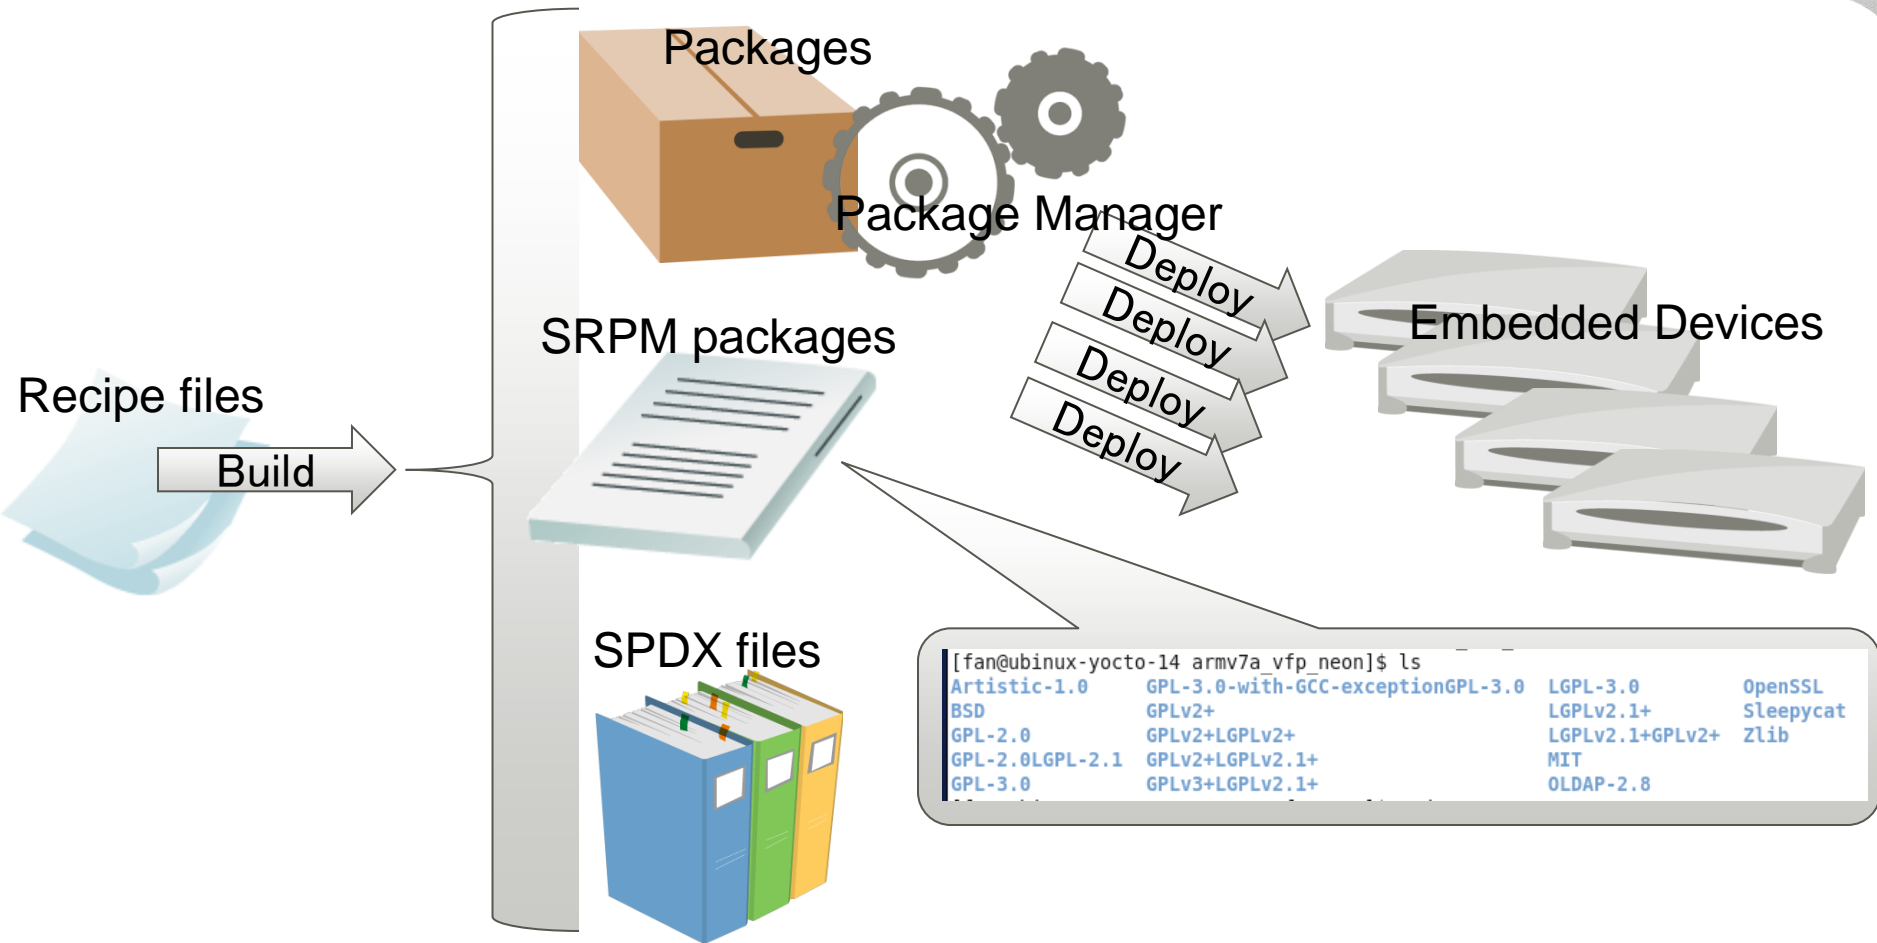 Packages
Package Manager
Deploy
Deploy
Deploy
Deploy
Embedded Devices
SRPM packages
Recipe files
Build
SPDX files
[fan@ubinux-yocto-14 armv7a_vfp_neon]$ ls
Artistic-1.0 GPL-3.0-with-GCC-exceptionGPL-3.0 LGPL-3.0 OpenSSL
BSD GPLv2+ LGPLv2.1+ Sleepycat
GPL-2.0 GPLv2+LGPLv2+ LGPLv2.1+GPLv2+ Zlib
GPL-2.0LGPL-2.1 GPLv2+LGPLv2.1+ MIT
GPL-3.0 GPLv3+LGPLv2.1+ OLDAP-2.8